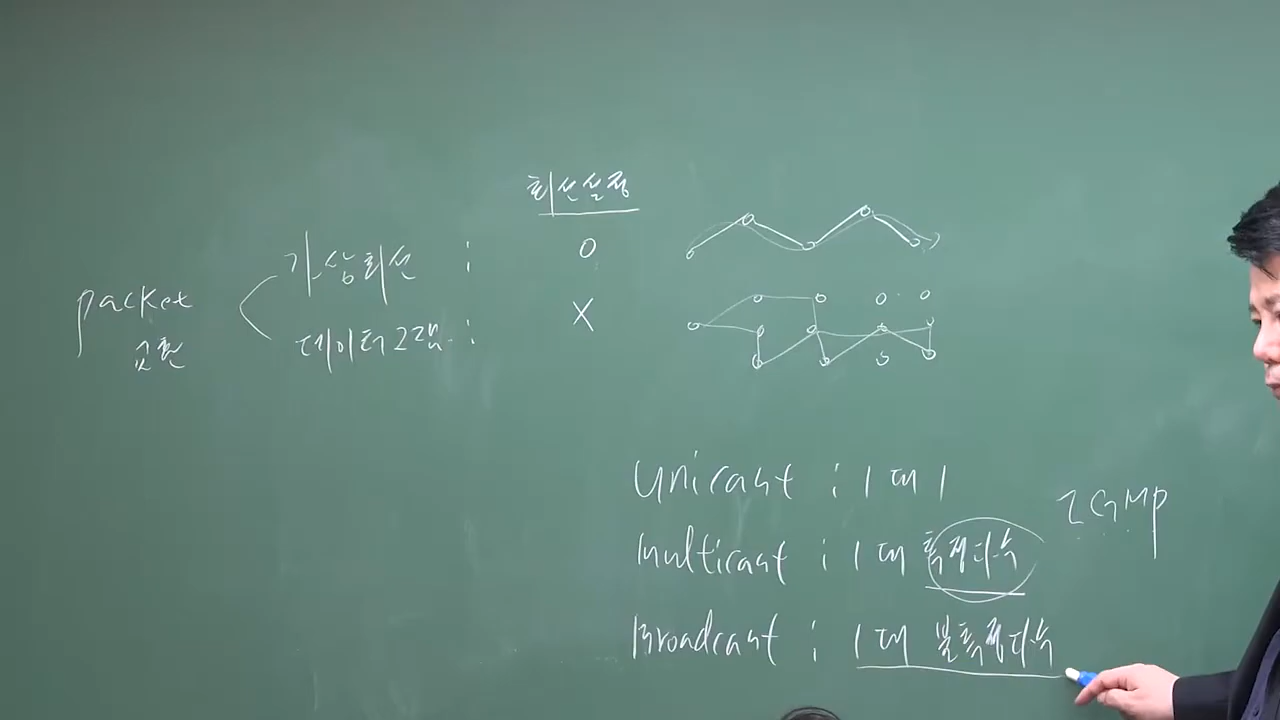 회선설정
packet 교환
가상회선 : O
데이터그램 : X
Unicast : 1 대 1
Multicast : 1 대 특정다수
IGMP
Broadcast : 1 대 불특정다수